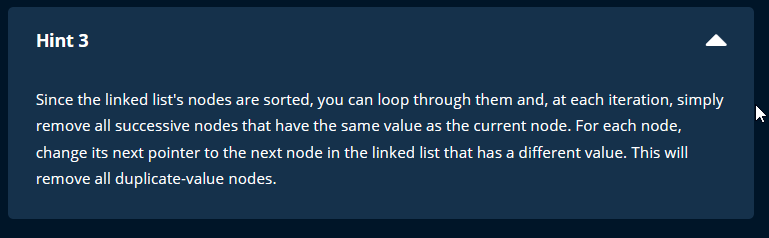 Hint 3
Since the linked list's nodes are sorted, you can loop through them and, at each iteration, simply
remove all successive nodes that have the same value as the current node. For each node,
change its next pointer to the next node in the linked list that has a different value. This will
remove all duplicate-value nodes.